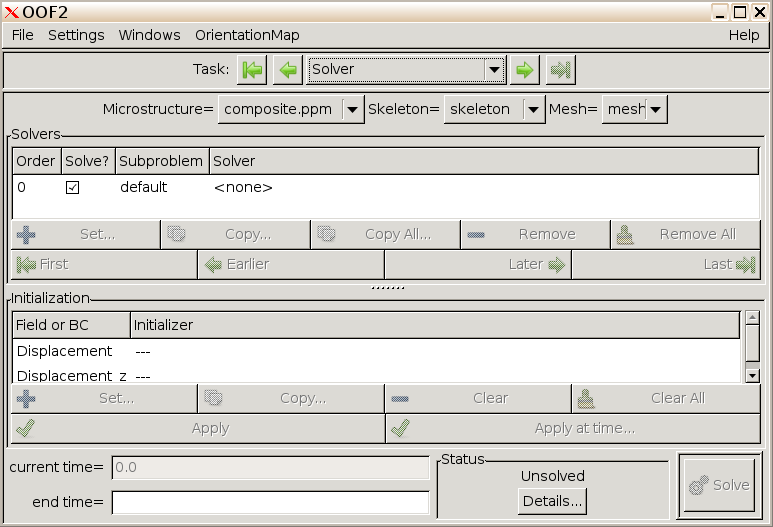 OOF2
File Settings Windows OrientationMap Help
Task: Solver
Microstructure= composite.ppm Skeleton= skeleton Mesh= mesh
Solvers
Order Solve? Subproblem Solver
0 default <none>
Set... Copy... Copy All... Remove Remove All
First Earlier Later Last
Initialization
Field or BC Initializer
Displacement ---
Displacement_z ---
Set... Copy... Clear Clear All
Apply Apply at time...
current time= 0.0
end time=
Status
Unsolved
Details...
Solve